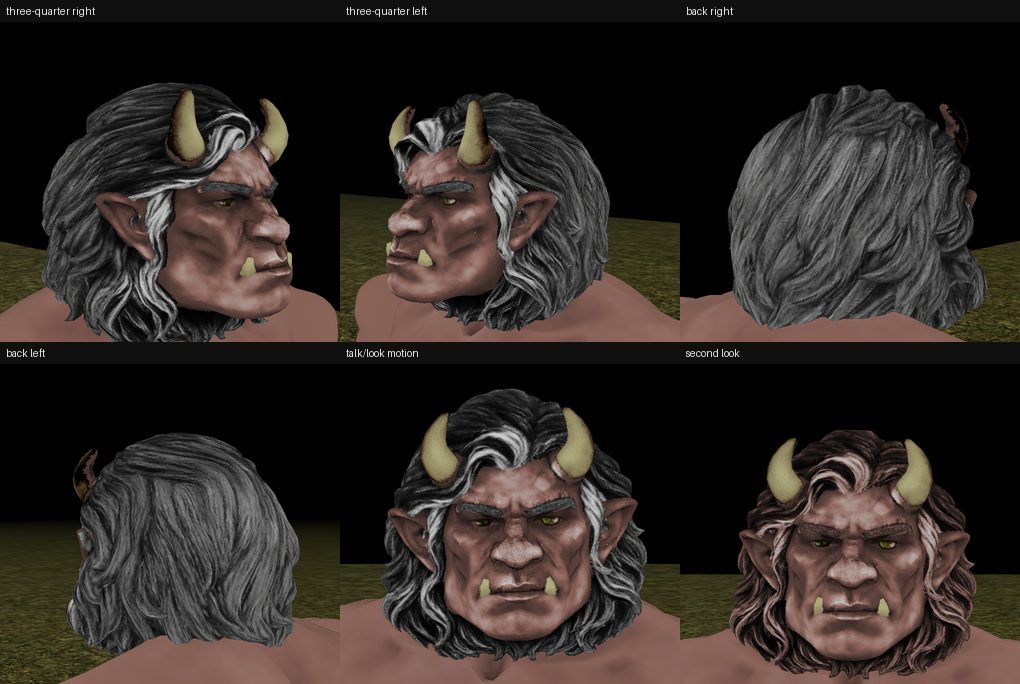 three-quarter right
three-quarter left
back right
back left
talk/look motion
second look